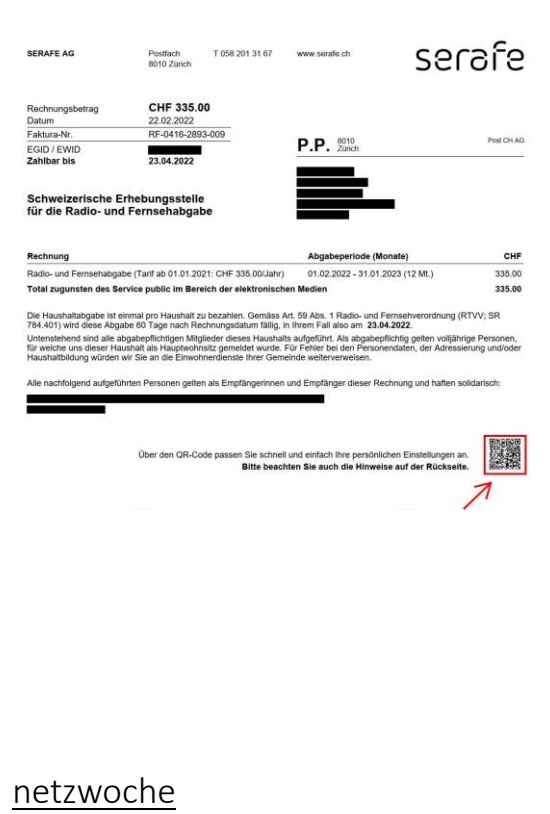 SERAFE AG
Postfach
8010 Zürich
T 058 201 31 67
www.serafe.ch
serafe
Rechnungsbetrag CHF 335.00
Datum 22.02.2022
Faktura-Nr. RF-0416-2893-009
EGID / EWID
Zahlbar bis 23.04.2022
P.P. 8010 Zürich
Post CH AG
Schweizerische Erhebungsstelle
für die Radio- und Fernsehabgabe
Rechnung Abgabeperiode (Monate) CHF
Radio- und Fernsehabgabe (Tarif ab 01.01.2021: CHF 335.00/Jahr) 01.02.2022 - 31.01.2023 (12 Mt.) 335.00
Total zugunsten des Service public im Bereich der elektronischen Medien 335.00
Die Haushaltabgabe ist einmal pro Haushalt zu bezahlen. Gemäss Art. 59 Abs. 1 Radio- und Fernsehverordnung (RTVV; SR
784.401) wird diese Abgabe 60 Tage nach Rechnungsdatum fällig, in Ihrem Fall also am 23.04.2022.
Untenstehend sind alle abgabepflichtigen Mitglieder dieses Haushalts aufgeführt. Als abgabepflichtig gelten volljährige Personen,
für welche uns dieser Haushalt als Hauptwohnsitz gemeldet wurde. Für Fehler bei den Personendaten, der Adressierung und/oder
Haushaltbildung würden wir Sie an die Einwohnerdienste Ihrer Gemeinde weiterverweisen.
Alle nachfolgend aufgeführten Personen gelten als Empfängerinnen und Empfänger dieser Rechnung und haften solidarisch:
Über den QR-Code passen Sie schnell und einfach Ihre persönlichen Einstellungen an.
Bitte beachten Sie auch die Hinweise auf der Rückseite.
netzwoche